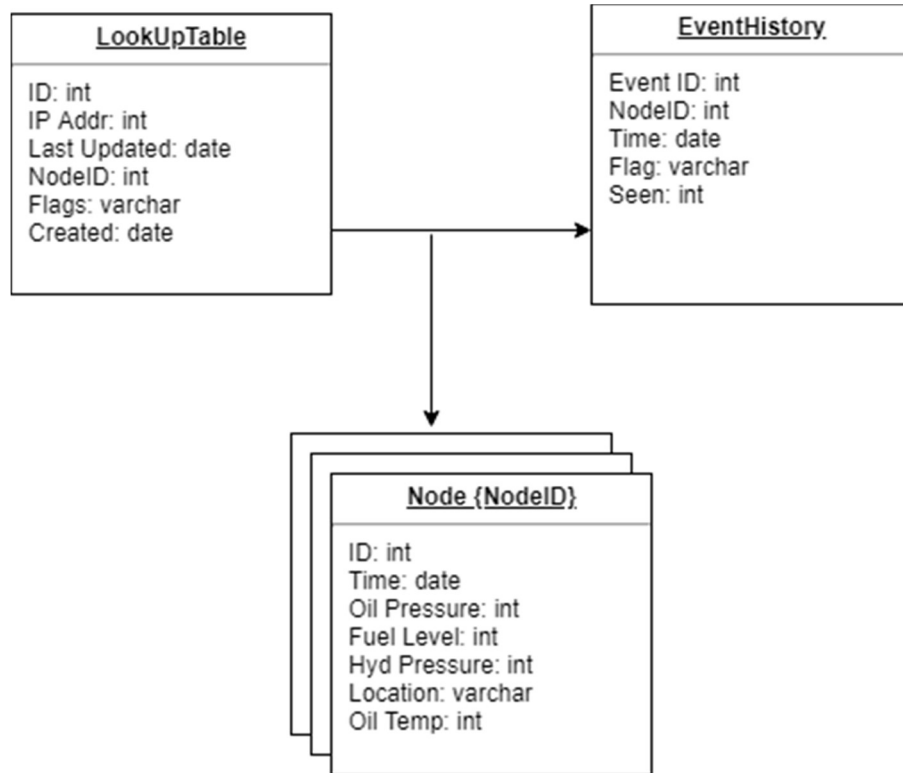 LookUpTable
ID: int
IP Addr: int
Last Updated: date
NodeID: int
Flags: varchar
Created: date
EventHistory
Event ID: int
NodeID: int
Time: date
Flag: varchar
Seen: int
Node {NodeID}
ID: int
Time: date
Oil Pressure: int
Fuel Level: int
Hyd Pressure: int
Location: varchar
Oil Temp: int